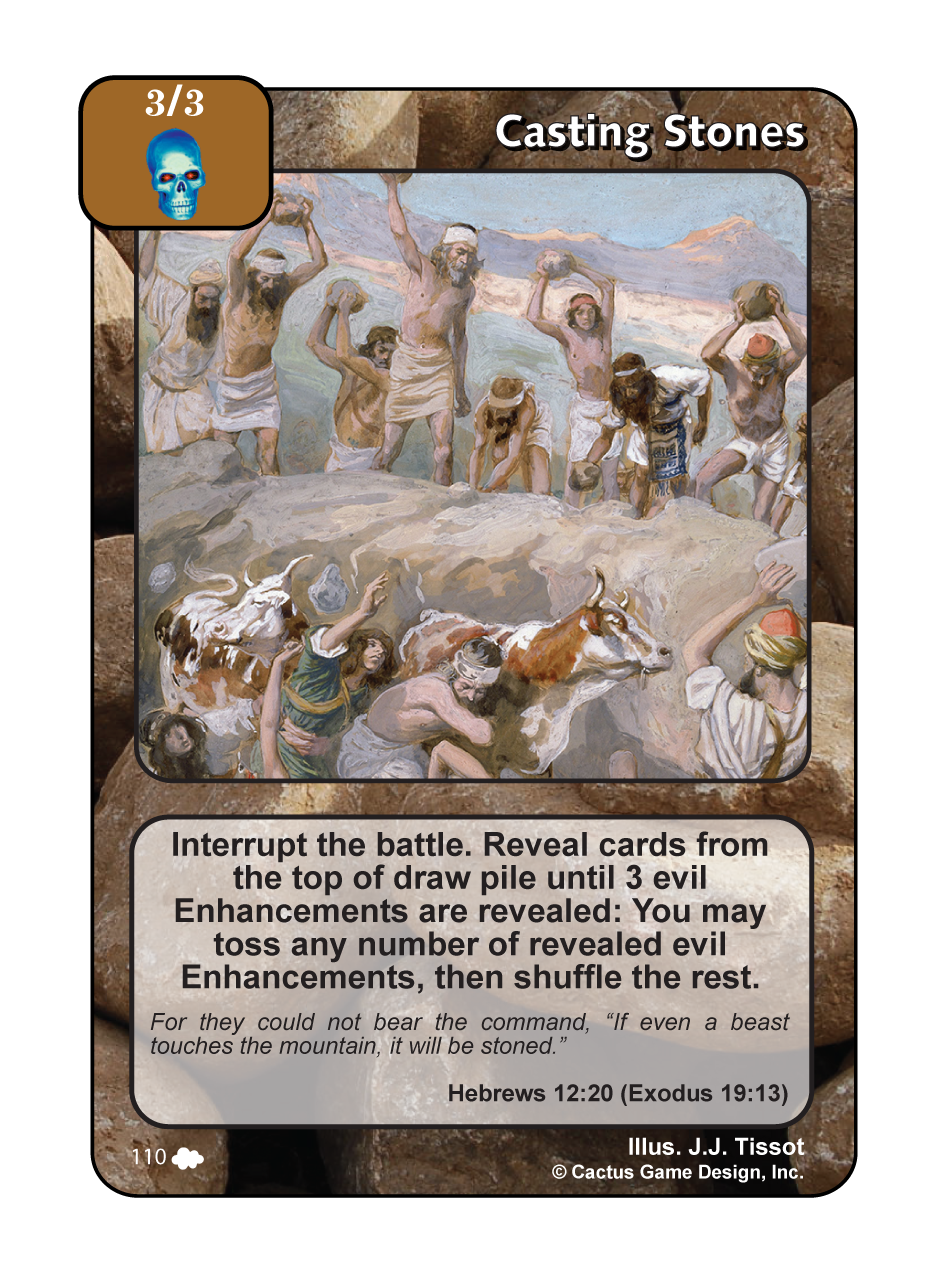 3/3
Casting Stones
Interrupt the battle. Reveal cards from
the top of draw pile until 3 evil
Enhancements are revealed: You may
toss any number of revealed evil
Enhancements, then shuffle the rest.
For they could not bear the command, “If even a beast
touches the mountain, it will be stoned.”
Hebrews 12:20 (Exodus 19:13)
110
Illus. J.J. Tissot
© Cactus Game Design, Inc.